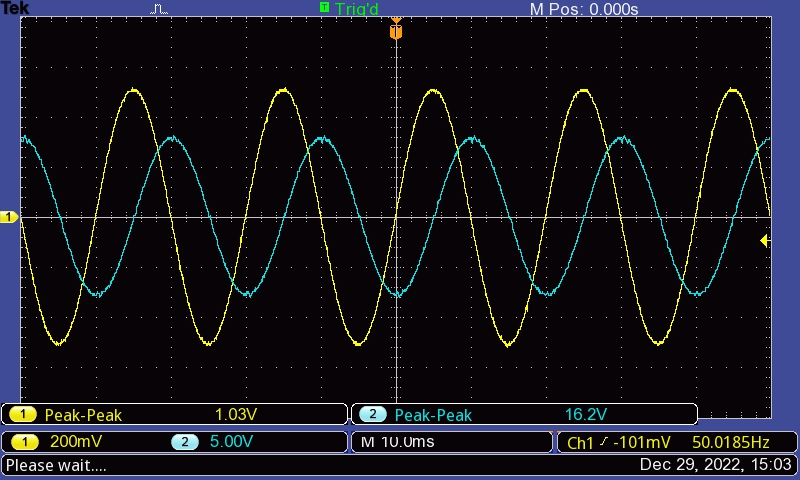 Tek T Trig'd M Pos: 0.000s
T
1
1 Peak-Peak 1.03V 2 Peak-Peak 16.2V
1 200mV 2 5.00V M 10.0ms Ch1 -101mV 50.0185Hz
Please wait.... Dec 29, 2022, 15:03